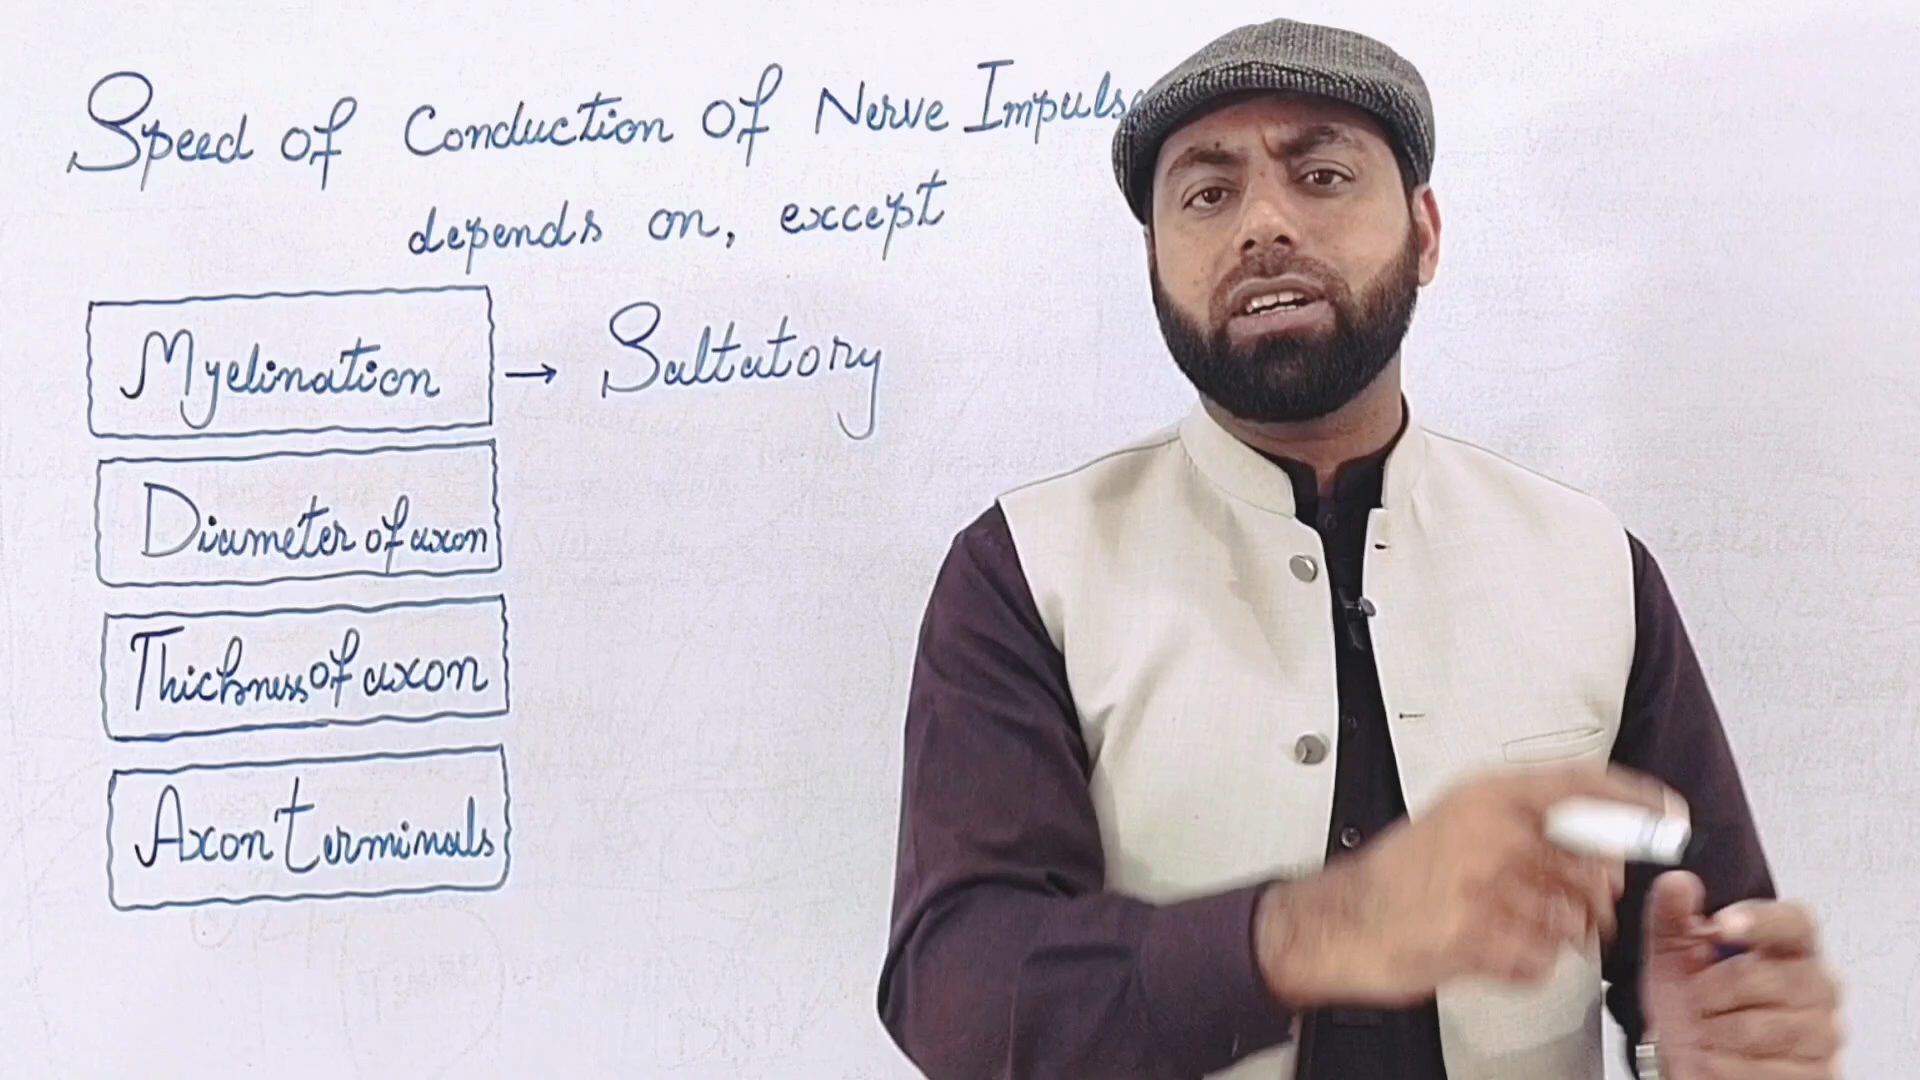 Speed of Conduction of Nerve Impulse
depends on, except
Myelination → Saltatory
Diameter of axon
Thickness of axon
Axon terminals